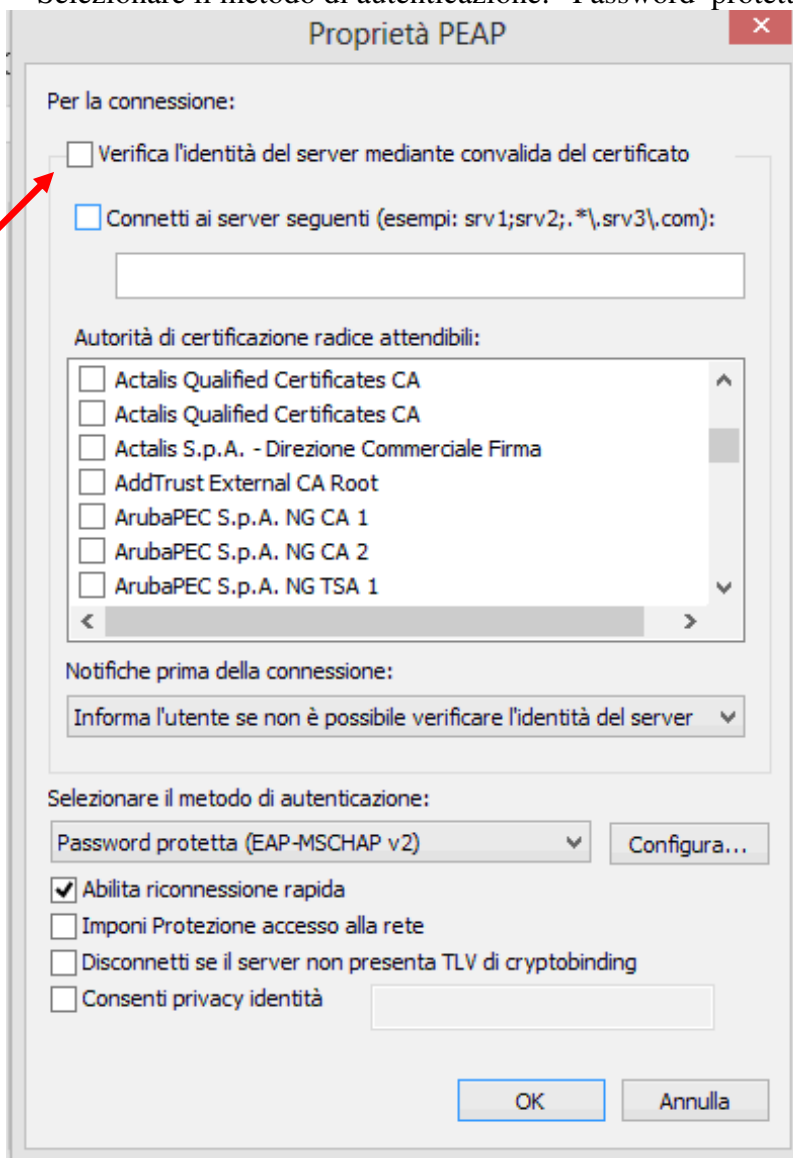 Selezionare il metodo di autenticazione: "Password protett
Proprietà PEAP
Per la connessione:
Verifica l'identità del server mediante convalida del certificato
Connetti ai server seguenti (esempi: srv1;srv2;.*\.srv3\.com):
Autorità di certificazione radice attendibili:
Actalis Qualified Certificates CA
Actalis Qualified Certificates CA
Actalis S.p.A. - Direzione Commerciale Firma
AddTrust External CA Root
ArubaPEC S.p.A. NG CA 1
ArubaPEC S.p.A. NG CA 2
ArubaPEC S.p.A. NG TSA 1
Notifiche prima della connessione:
Informa l'utente se non è possibile verificare l'identità del server
Selezionare il metodo di autenticazione:
Password protetta (EAP-MSCHAP v2)
Configura...
Abilita riconnessione rapida
Imponi Protezione accesso alla rete
Disconnetti se il server non presenta TLV di cryptobinding
Consenti privacy identità
OK
Annulla